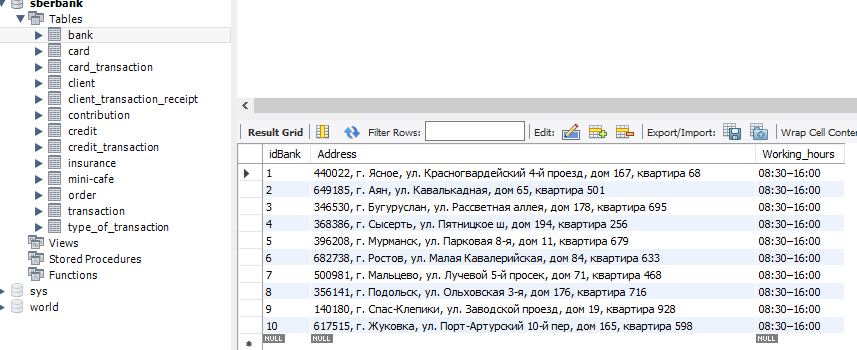 sberbank
Tables
bank
card
card_transaction
client
client_transaction_receipt
contribution
credit
credit_transaction
insurance
mini-cafe
order
transaction
type_of_transaction
Views
Stored Procedures
Functions
sys
world
Result Grid Filter Rows: Edit: Export/Import: Wrap Cell Conte
idBank Address Working_hours
1 440022, г. Ясное, ул. Красногвардейский 4-й проезд, дом 167, квартира 68 08:30–16:00
2 649185, г. Аян, ул. Кавалькадная, дом 65, квартира 501 08:30–16:00
3 346530, г. Бугуруслан, ул. Рассветная аллея, дом 178, квартира 695 08:30–16:00
4 368386, г. Сысерть, ул. Пятницкое ш, дом 194, квартира 256 08:30–16:00
5 396208, г. Мурманск, ул. Парковая 8-я, дом 11, квартира 679 08:30–16:00
6 682738, г. Ростов, ул. Малая Кавалерийская, дом 84, квартира 633 08:30–16:00
7 500981, г. Мальцево, ул. Лучевой 5-й просек, дом 71, квартира 468 08:30–16:00
8 356141, г. Подольск, ул. Ольховская 3-я, дом 176, квартира 716 08:30–16:00
9 140180, г. Спас-Клепики, ул. Заводской проезд, дом 19, квартира 928 08:30–16:00
10 617515, г. Жуковка, ул. Порт-Артурский 10-й пер, дом 165, квартира 598 08:30–16:00
NULL NULL NULL